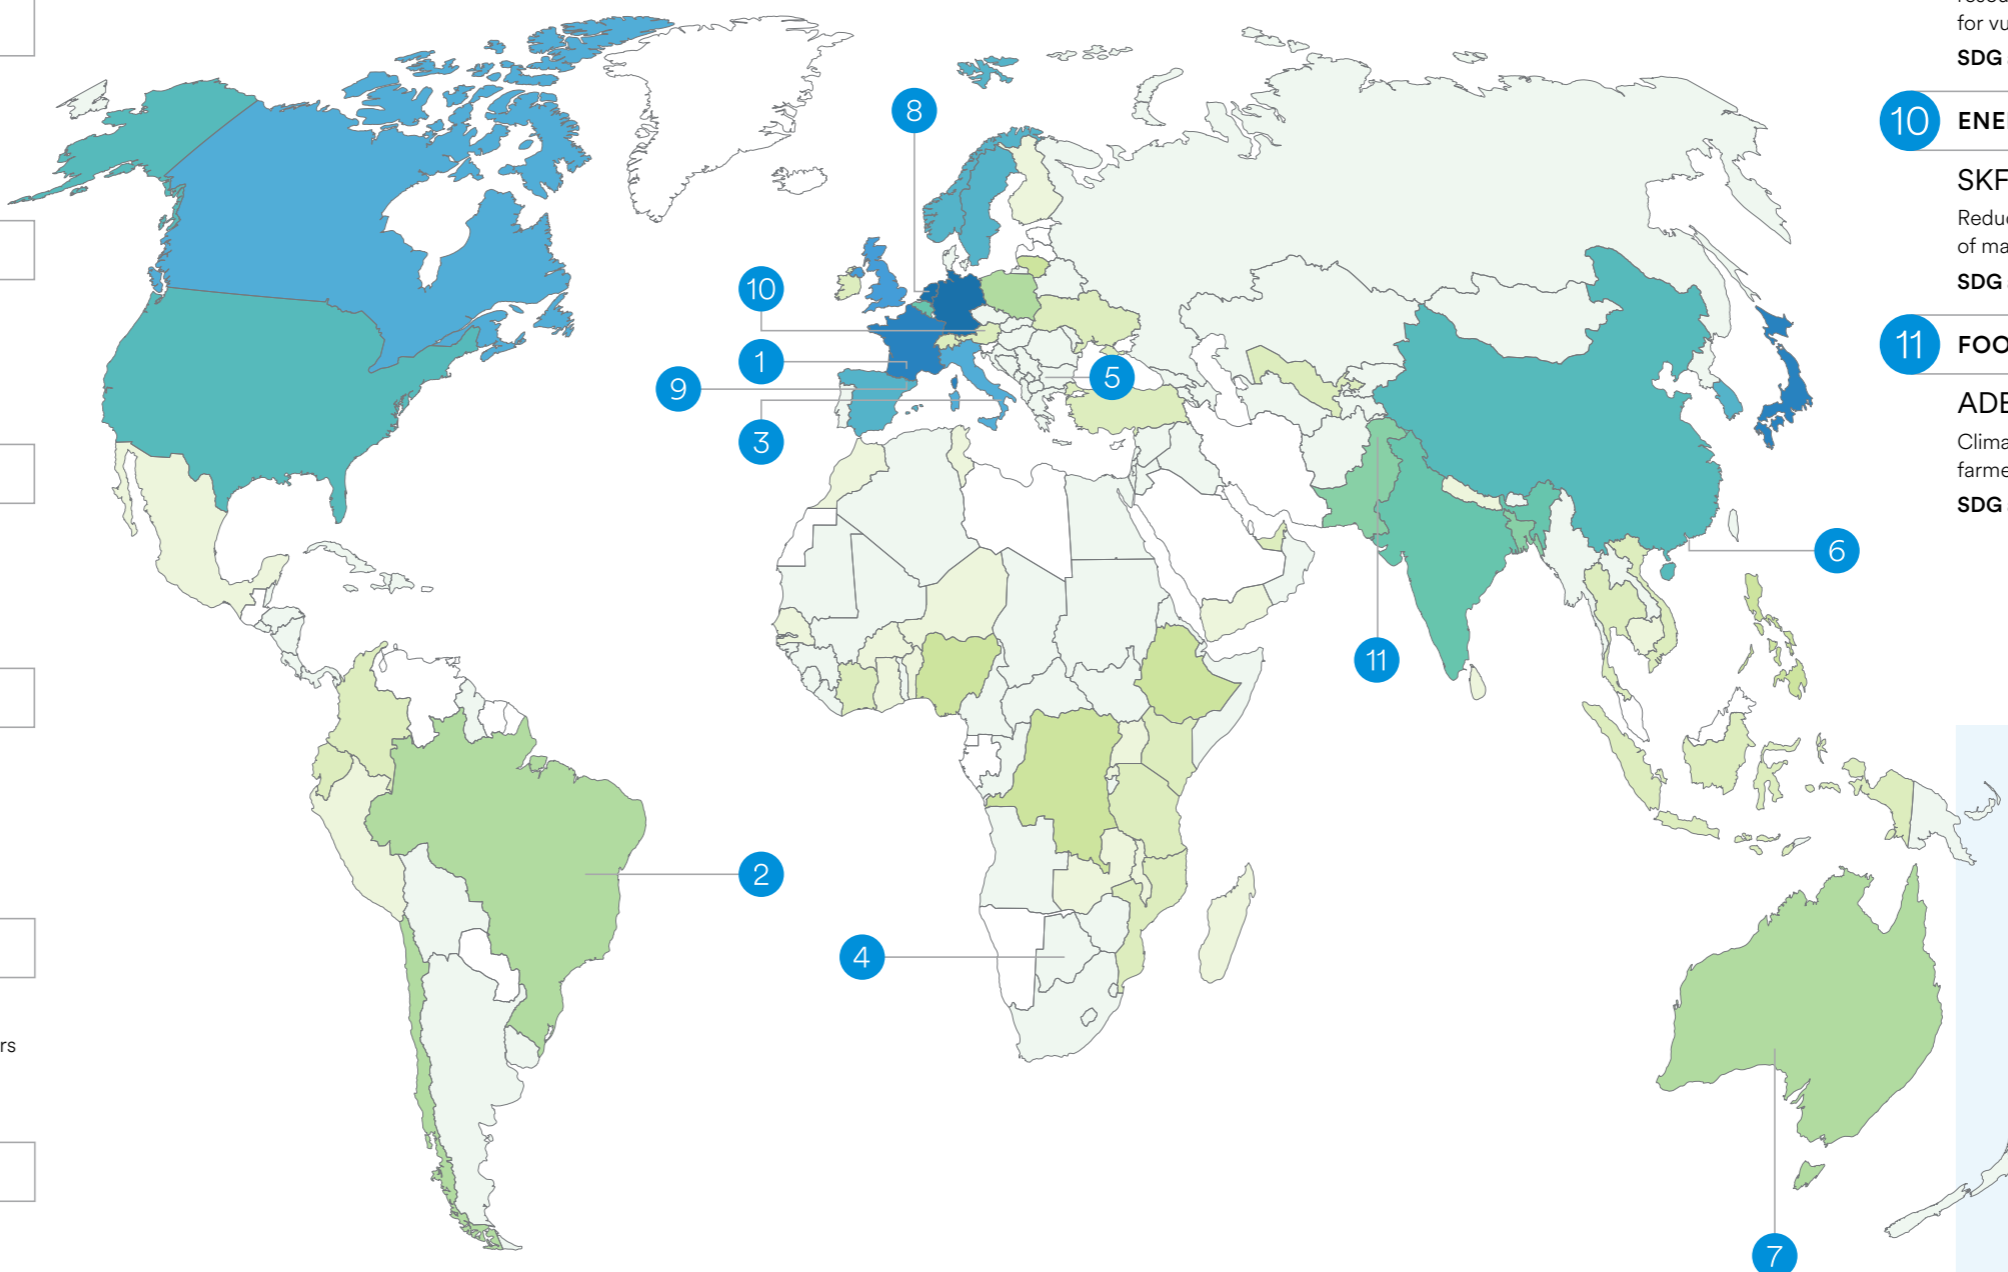 for vu
SDG
10 ENE
SKF
Reduc
of ma
SDG
11 FOO
ADB
Clima
farme
SDG
8
10
1
9
5
3
6
11
2
4
rs
7